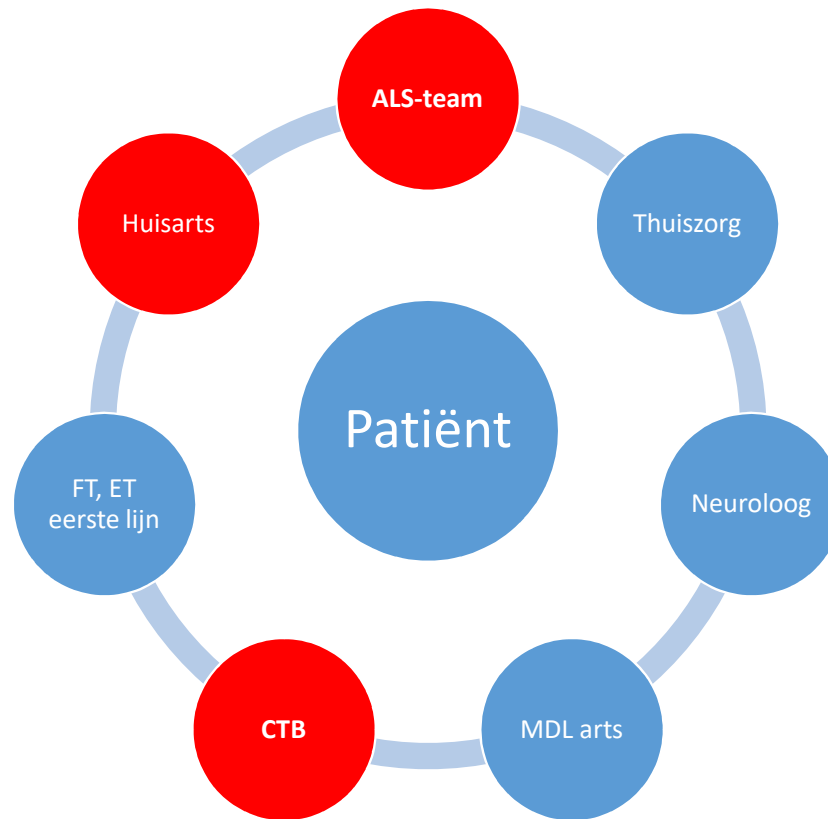 ALS-team
Thuiszorg
Neuroloog
MDL arts
CTB
FT, ET
eerste lijn
Huisarts
Patiënt